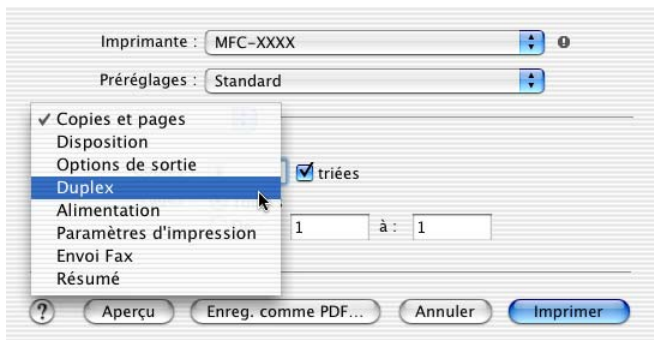 Imprimante : MFC-XXXX
Préréglages : Standard
✓ Copies et pages
Disposition
Options de sortie
triées
Duplex
Alimentation
Paramètres d'impression
1 à : 1
Envoi Fax
Résumé
? Aperçu Enreg. comme PDF... Annuler Imprimer